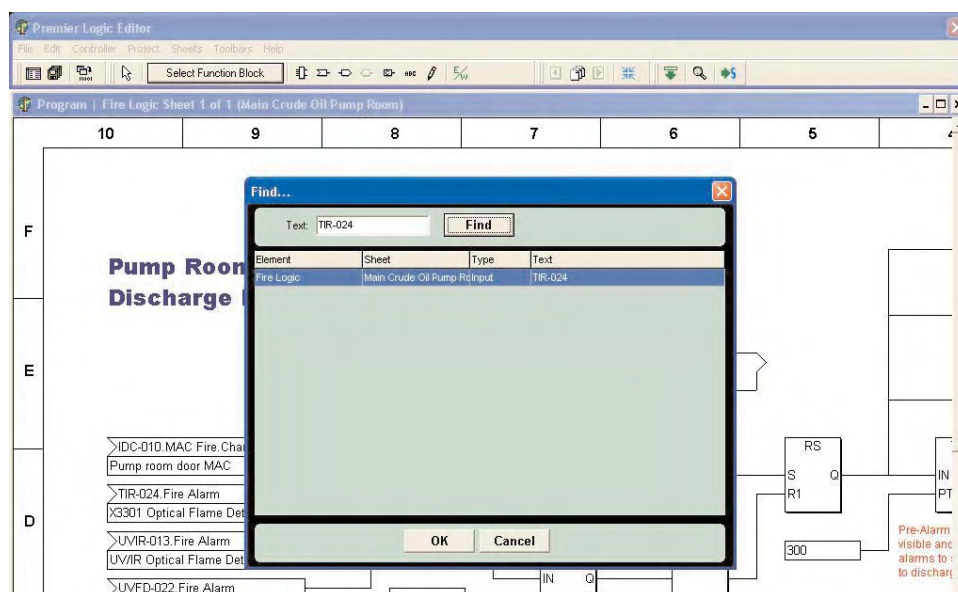 Premier Logic Editor
File Edit Controller Project Sheets Toolbars Help
Select Function Block ABC
Program | Fire Logic Sheet 1 of 1 (Main Crude Oil Pump Room)
10 9 8 7 6 5 4
F
E
D
Pump Room
Discharge
Find...
Text: TIR-024 Find
Element Sheet Type Text
Fire Logic Main Crude Oil Pump Ro Input TIR-024
OK Cancel
IDC-010.MAC Fire.Cha
Pump room door MAC
TIR-024.Fire Alarm
X3301 Optical Flame Det
UVIR-013.Fire Alarm
UV/IR Optical Flame Det
UVFD-022.Fire Alarm
IN Q
RS
S Q
R1
300
IN
PT
Pre-Alarm
visible and
alarms to
to discharg